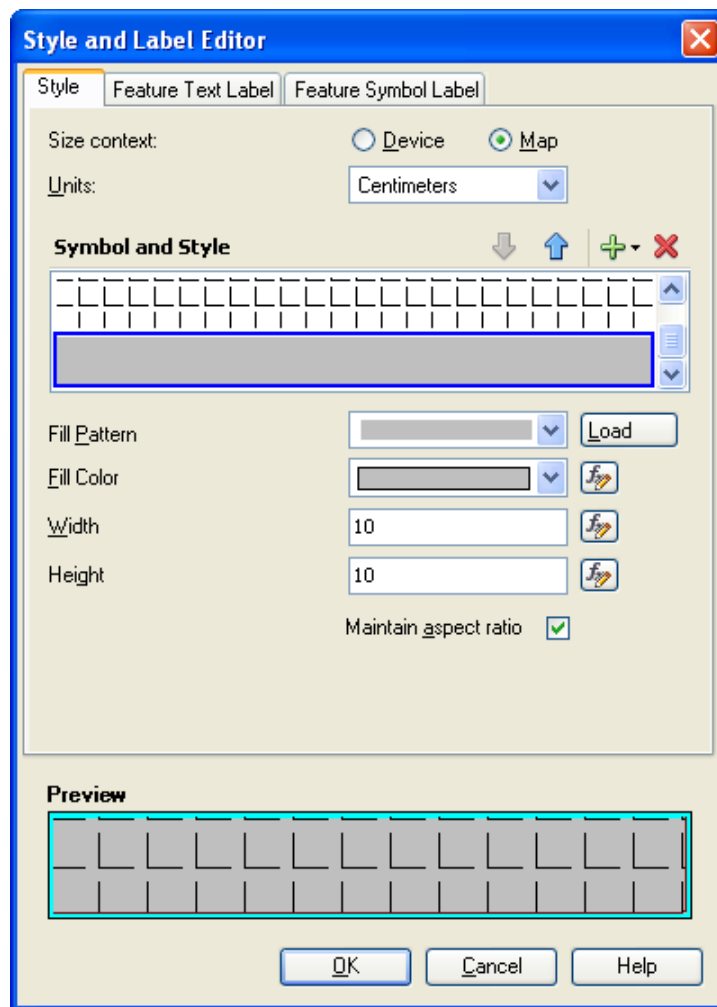 Style and Label Editor
Style Feature Text Label Feature Symbol Label
Size context: Device Map
Units: Centimeters
Symbol and Style
Fill Pattern Load
Fill Color
Width 10
Height 10
Maintain aspect ratio
Preview
OK Cancel Help